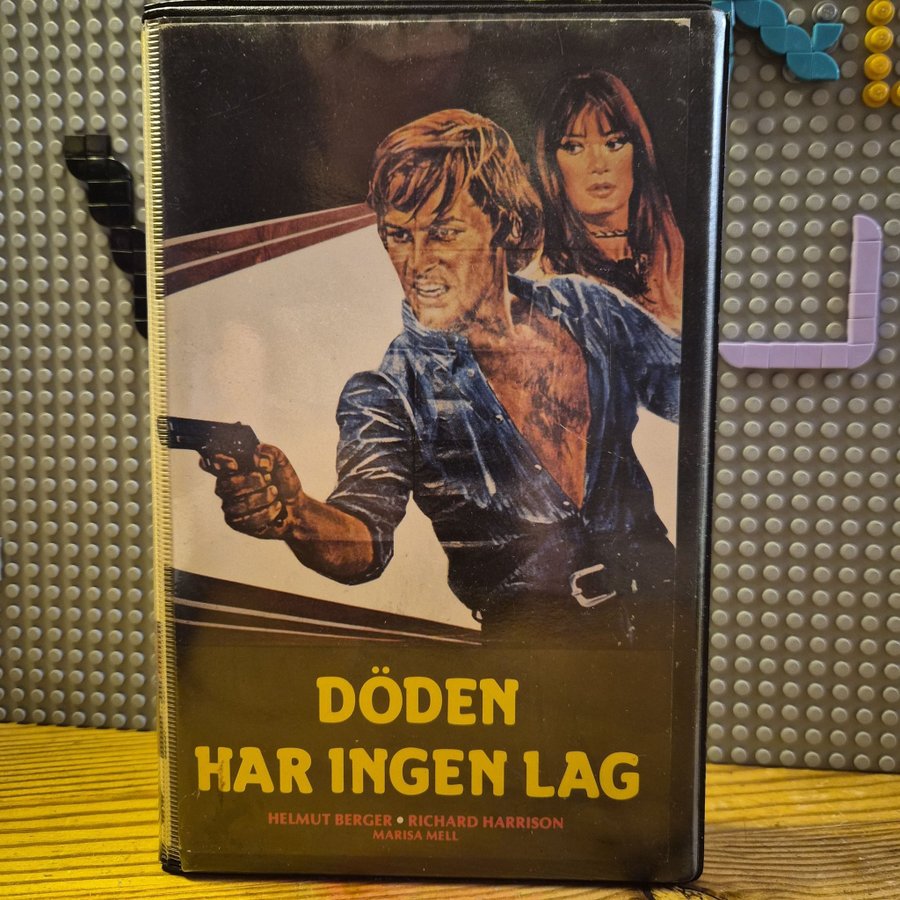 DÖDEN
HAR INGEN LAG
HELMUT BERGER • RICHARD HARRISON
MARISA MELL